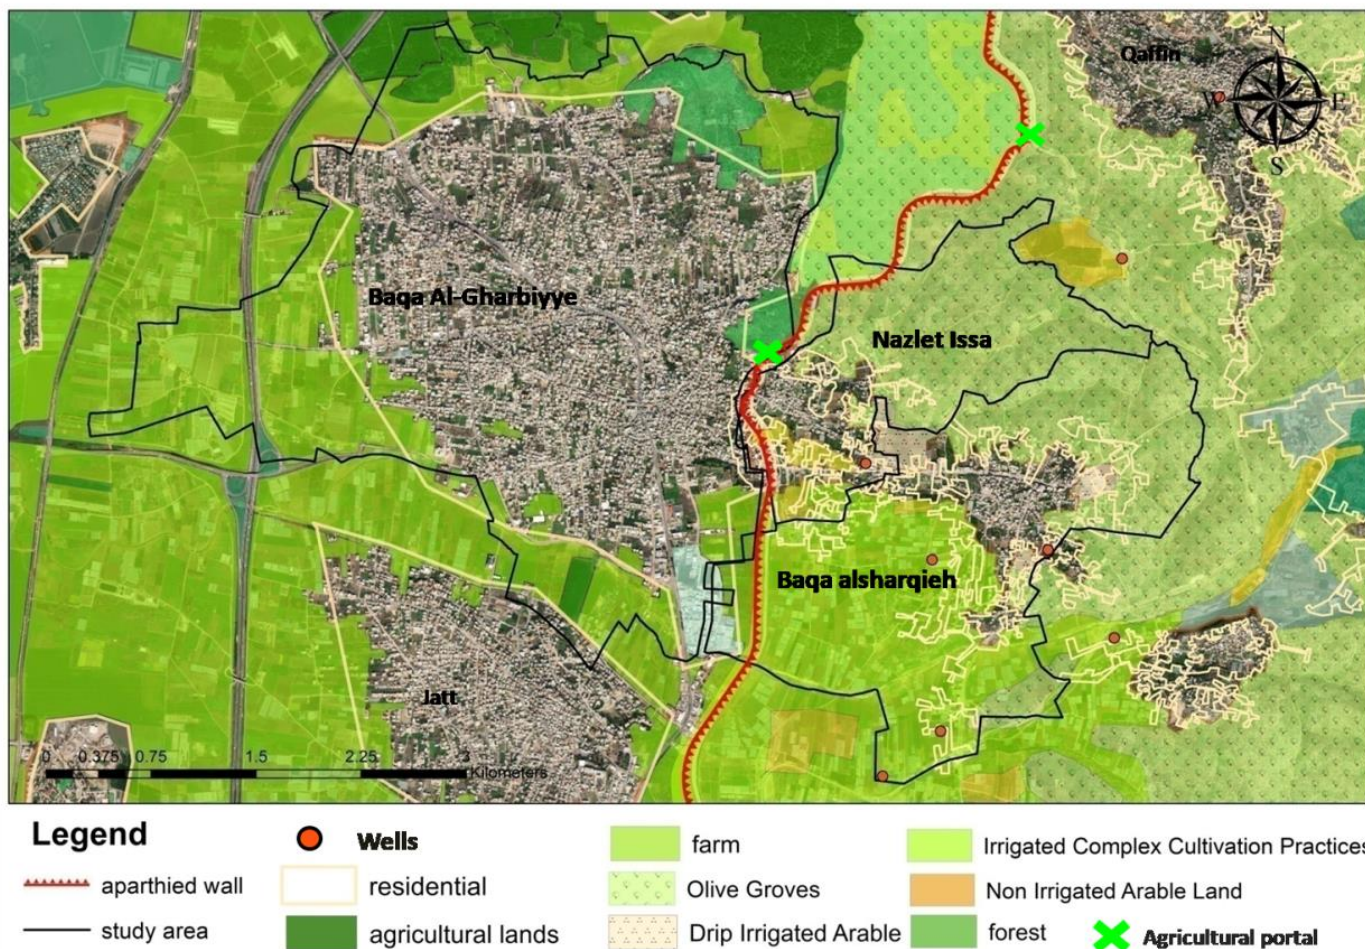 Qaffin
N
W
E
S
Baqa Al-Gharbiyye
Nazlet Issa
Baqa alsharqieh
Jatt
0 0.375 0.75 1.5 2.25 3
Kilometers
Legend
aparthied wall
study area
Wells
residential
agricultural lands
farm
Olive Groves
Drip Irrigated Arable
Irrigated Complex Cultivation Practices
Non Irrigated Arable Land
forest
Agricultural portal